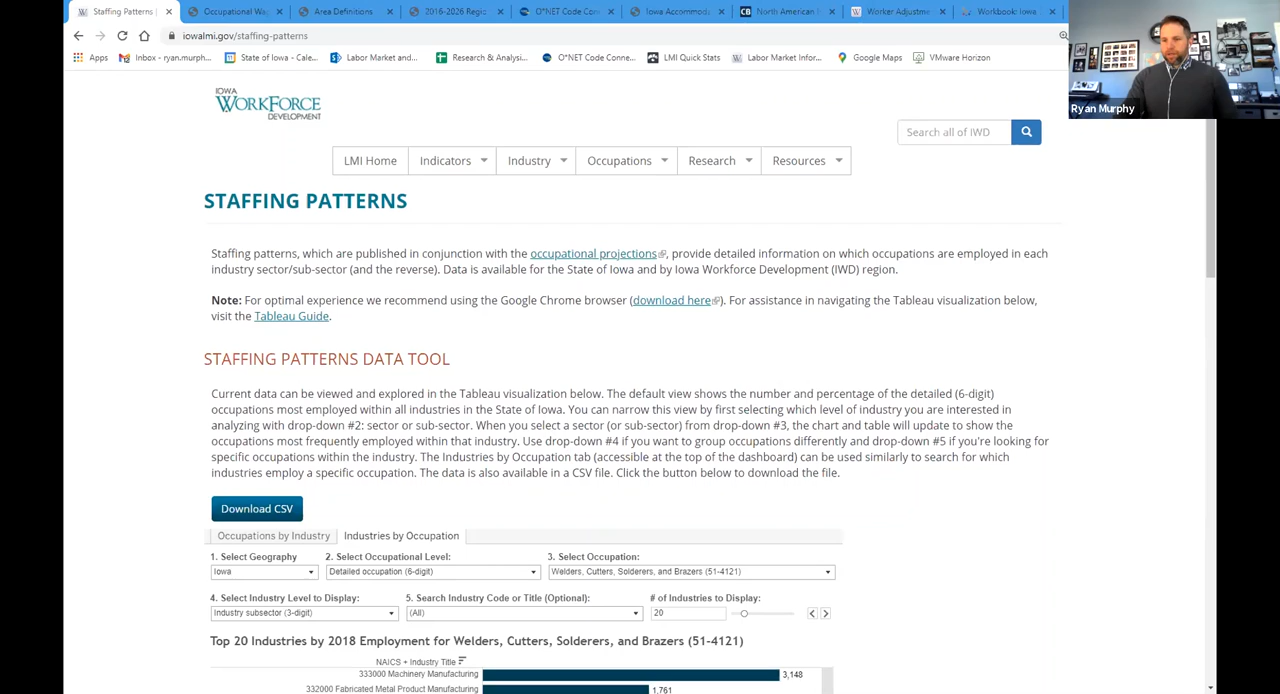 Staffing Patterns |
Occupational Wag
Area Definitions
2016-2026 Regio
O*NET Code Conn
Iowa Accommoda
North American In
Worker Adjustme
Workbook: Iowa
iowalmi.gov/staffing-patterns
Apps
Inbox - ryan.murph...
State of Iowa - Cale...
Labor Market and...
Research & Analysi...
O*NET Code Conne...
LMI Quick Stats
Labor Market Infor...
Google Maps
VMware Horizon
Ryan Murphy
IOWA
WORKFORCE
DEVELOPMENT
Search all of IWD
LMI Home
Indicators
Industry
Occupations
Research
Resources
STAFFING PATTERNS
Staffing patterns, which are published in conjunction with the occupational projections, provide detailed information on which occupations are employed in each
industry sector/sub-sector (and the reverse). Data is available for the State of Iowa and by Iowa Workforce Development (IWD) region.
Note: For optimal experience we recommend using the Google Chrome browser (download here). For assistance in navigating the Tableau visualization below,
visit the Tableau Guide.
STAFFING PATTERNS DATA TOOL
Current data can be viewed and explored in the Tableau visualization below. The default view shows the number and percentage of the detailed (6-digit)
occupations most employed within all industries in the State of Iowa. You can narrow this view by first selecting which level of industry you are interested in
analyzing with drop-down #2: sector or sub-sector. When you select a sector (or sub-sector) from drop-down #3, the chart and table will update to show the
occupations most frequently employed within that industry. Use drop-down #4 if you want to group occupations differently and drop-down #5 if you're looking for
specific occupations within the industry. The Industries by Occupation tab (accessible at the top of the dashboard) can be used similarly to search for which
industries employ a specific occupation. The data is also available in a CSV file. Click the button below to download the file.
Download CSV
Occupations by Industry
Industries by Occupation
1. Select Geography
2. Select Occupational Level:
3. Select Occupation:
Iowa
Detailed occupation (6-digit)
Welders, Cutters, Solderers, and Brazers (51-4121)
4. Select Industry Level to Display:
5. Search Industry Code or Title (Optional):
# of Industries to Display:
Industry subsector (3-digit)
(All)
20
Top 20 Industries by 2018 Employment for Welders, Cutters, Solderers, and Brazers (51-4121)
NAICS + Industry Title
333000 Machinery Manufacturing
3,148
332000 Fabricated Metal Product Manufacturing
1,761